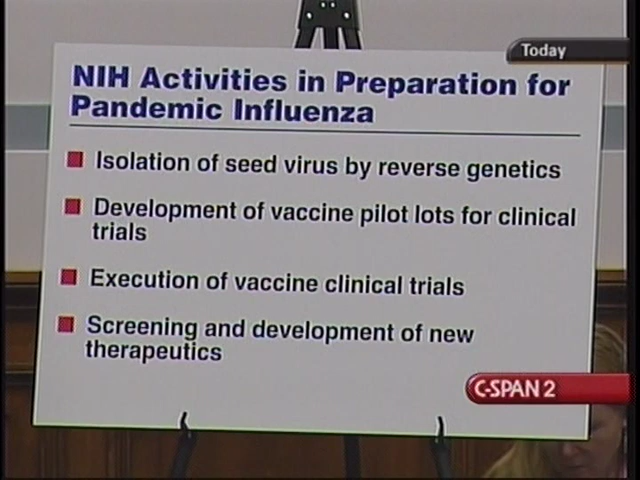 Today
NIH Activities in Preparation for
Pandemic Influenza
Isolation of seed virus by reverse genetics
Development of vaccine pilot lots for clinical
trials
Execution of vaccine clinical trials
Screening and development of new
therapeutics
C-SPAN 2